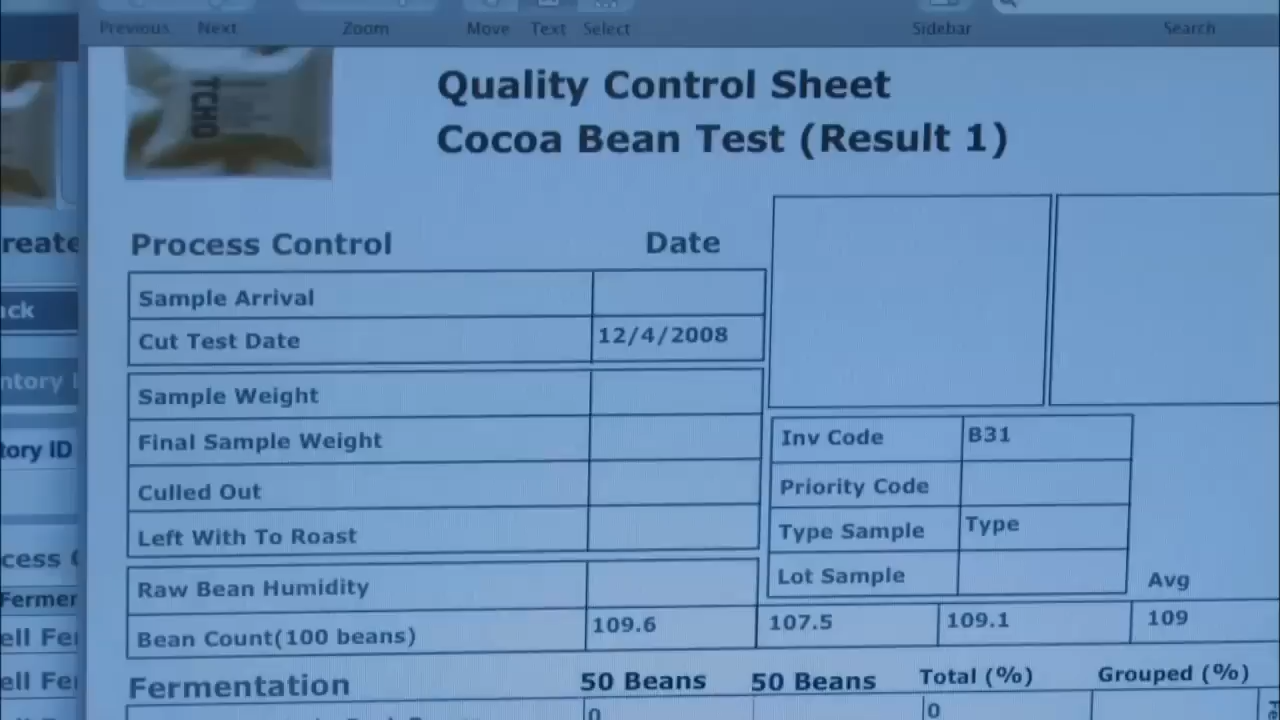 Previous Next Zoom Move Text Select Sidebar Search
TCHO
Quality Control Sheet
Cocoa Bean Test (Result 1)
Process Control Date
Sample Arrival
Cut Test Date 12/4/2008
Sample Weight
Final Sample Weight
Culled Out
Left With To Roast
Inv Code B31
Priority Code
Type Sample Type
Lot Sample
Avg
Raw Bean Humidity
Bean Count(100 beans) 109.6 107.5 109.1 109
Fermentation 50 Beans 50 Beans Total (%) Grouped (%)
0 0
reate
ck
ntory I
tory ID
cess
Fermer
ell Fe
ell Fe